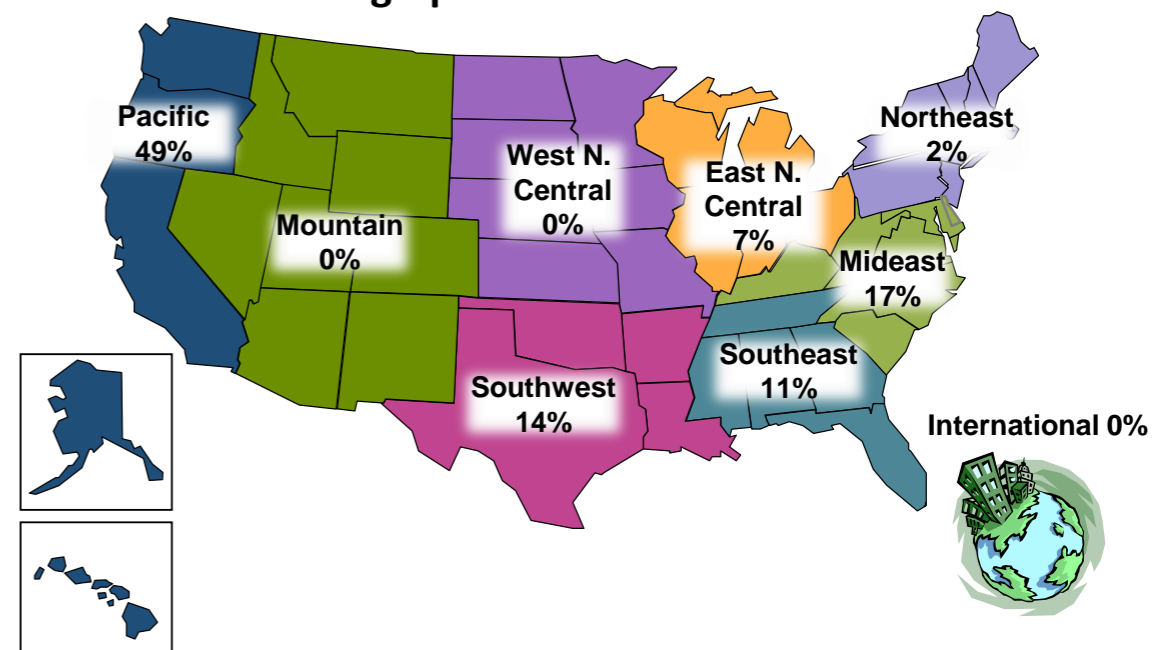 Pacific
49%
Northeast
2%
West N.
Central
0%
East N.
Central
7%
Mountain
0%
Mideast
17%
Southeast
11%
Southwest
14%
International 0%